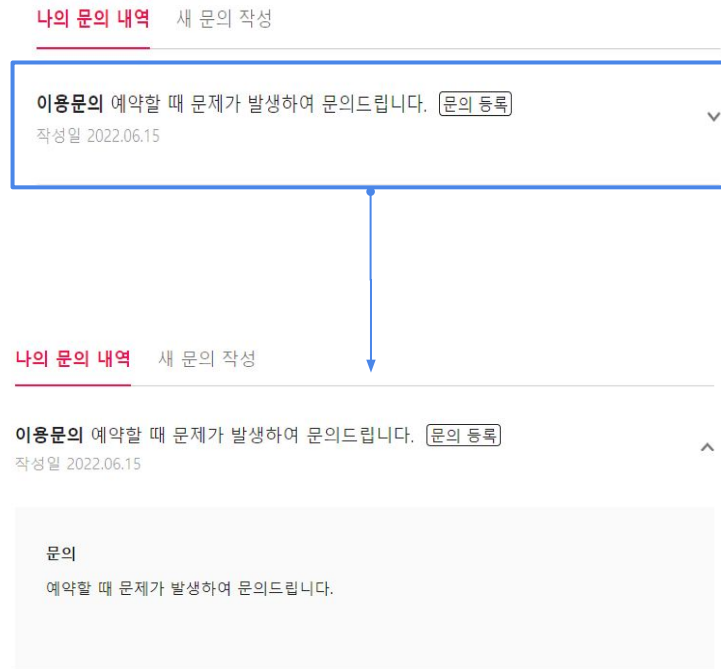 나의 문의 내역 새 문의 작성
이용문의 예약할 때 문제가 발생하여 문의드립니다. 문의 등록
작성일 2022.06.15
나의 문의 내역 새 문의 작성
이용문의 예약할 때 문제가 발생하여 문의드립니다. 문의 등록
작성일 2022.06.15
문의
예약할 때 문제가 발생하여 문의드립니다.